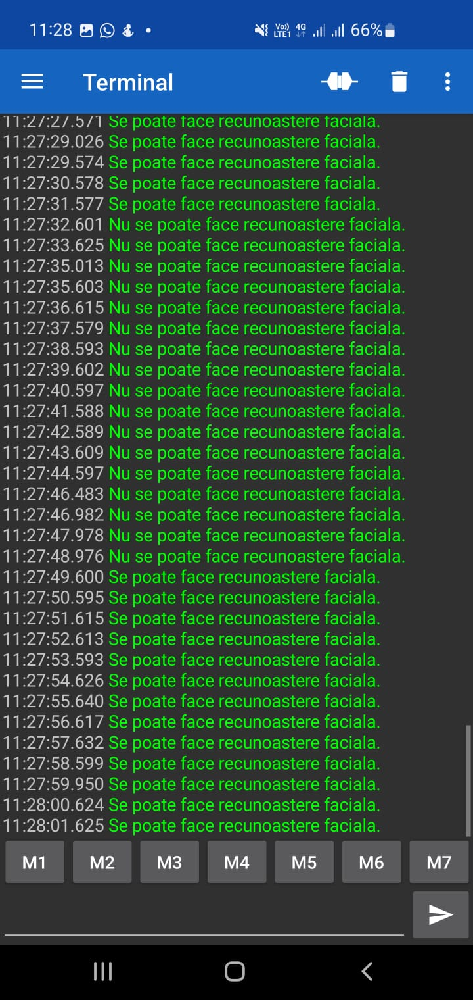 11:28 Vo)) LTE1 4G 66%
Terminal
11:27:27.571 Se poate face recunoastere faciala.
11:27:29.026 Se poate face recunoastere faciala.
11:27:29.574 Se poate face recunoastere faciala.
11:27:30.578 Se poate face recunoastere faciala.
11:27:31.577 Se poate face recunoastere faciala.
11:27:32.601 Nu se poate face recunoastere faciala.
11:27:33.625 Nu se poate face recunoastere faciala.
11:27:35.013 Nu se poate face recunoastere faciala.
11:27:35.603 Nu se poate face recunoastere faciala.
11:27:36.615 Nu se poate face recunoastere faciala.
11:27:37.579 Nu se poate face recunoastere faciala.
11:27:38.593 Nu se poate face recunoastere faciala.
11:27:39.602 Nu se poate face recunoastere faciala.
11:27:40.597 Nu se poate face recunoastere faciala.
11:27:41.588 Nu se poate face recunoastere faciala.
11:27:42.589 Nu se poate face recunoastere faciala.
11:27:43.609 Nu se poate face recunoastere faciala.
11:27:44.597 Nu se poate face recunoastere faciala.
11:27:46.483 Nu se poate face recunoastere faciala.
11:27:46.982 Nu se poate face recunoastere faciala.
11:27:47.978 Nu se poate face recunoastere faciala.
11:27:48.976 Nu se poate face recunoastere faciala.
11:27:49.600 Se poate face recunoastere faciala.
11:27:50.595 Se poate face recunoastere faciala.
11:27:51.615 Se poate face recunoastere faciala.
11:27:52.613 Se poate face recunoastere faciala.
11:27:53.593 Se poate face recunoastere faciala.
11:27:54.626 Se poate face recunoastere faciala.
11:27:55.640 Se poate face recunoastere faciala.
11:27:56.617 Se poate face recunoastere faciala.
11:27:57.632 Se poate face recunoastere faciala.
11:27:58.599 Se poate face recunoastere faciala.
11:27:59.950 Se poate face recunoastere faciala.
11:28:00.624 Se poate face recunoastere faciala.
11:28:01.625 Se poate face recunoastere faciala.
M1 M2 M3 M4 M5 M6 M7